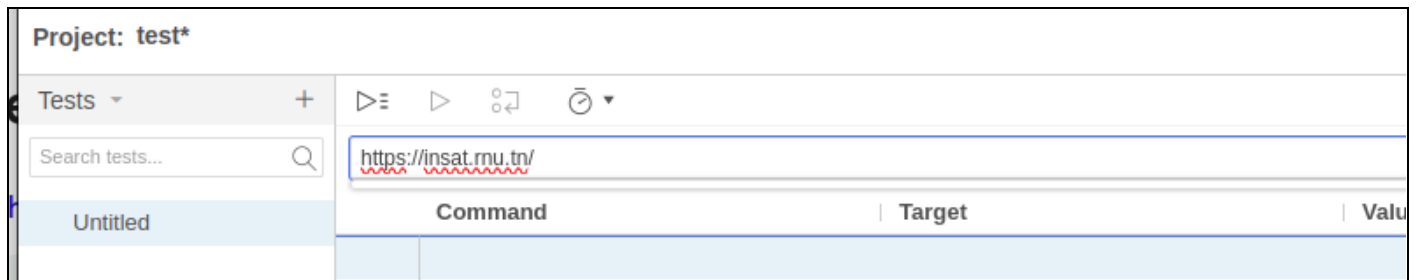 Project: test*
Tests
Search tests...
https://insat.rnu.tn/
Command Target Valu
Untitled